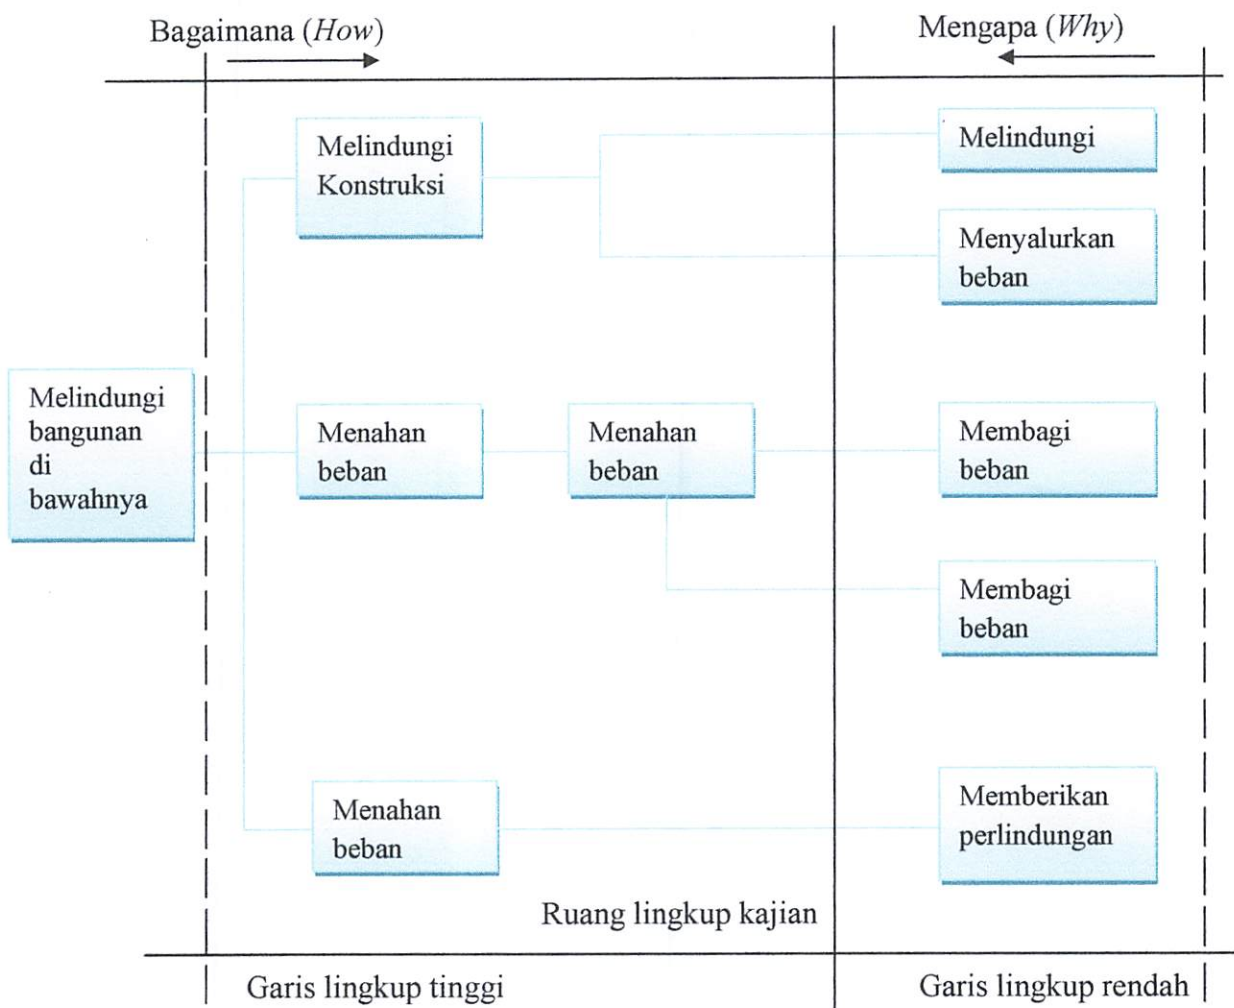 Bagaimana (How)
Mengapa (Why)
Melindungi
Konstruksi
Melindungi
Menyalurkan
beban
Melindungi
bangunan
di
bawahnya
Menahan
beban
Menahan
beban
Membagi
beban
Membagi
beban
Menahan
beban
Memberikan
perlindungan
Ruang lingkup kajian
Garis lingkup tinggi
Garis lingkup rendah